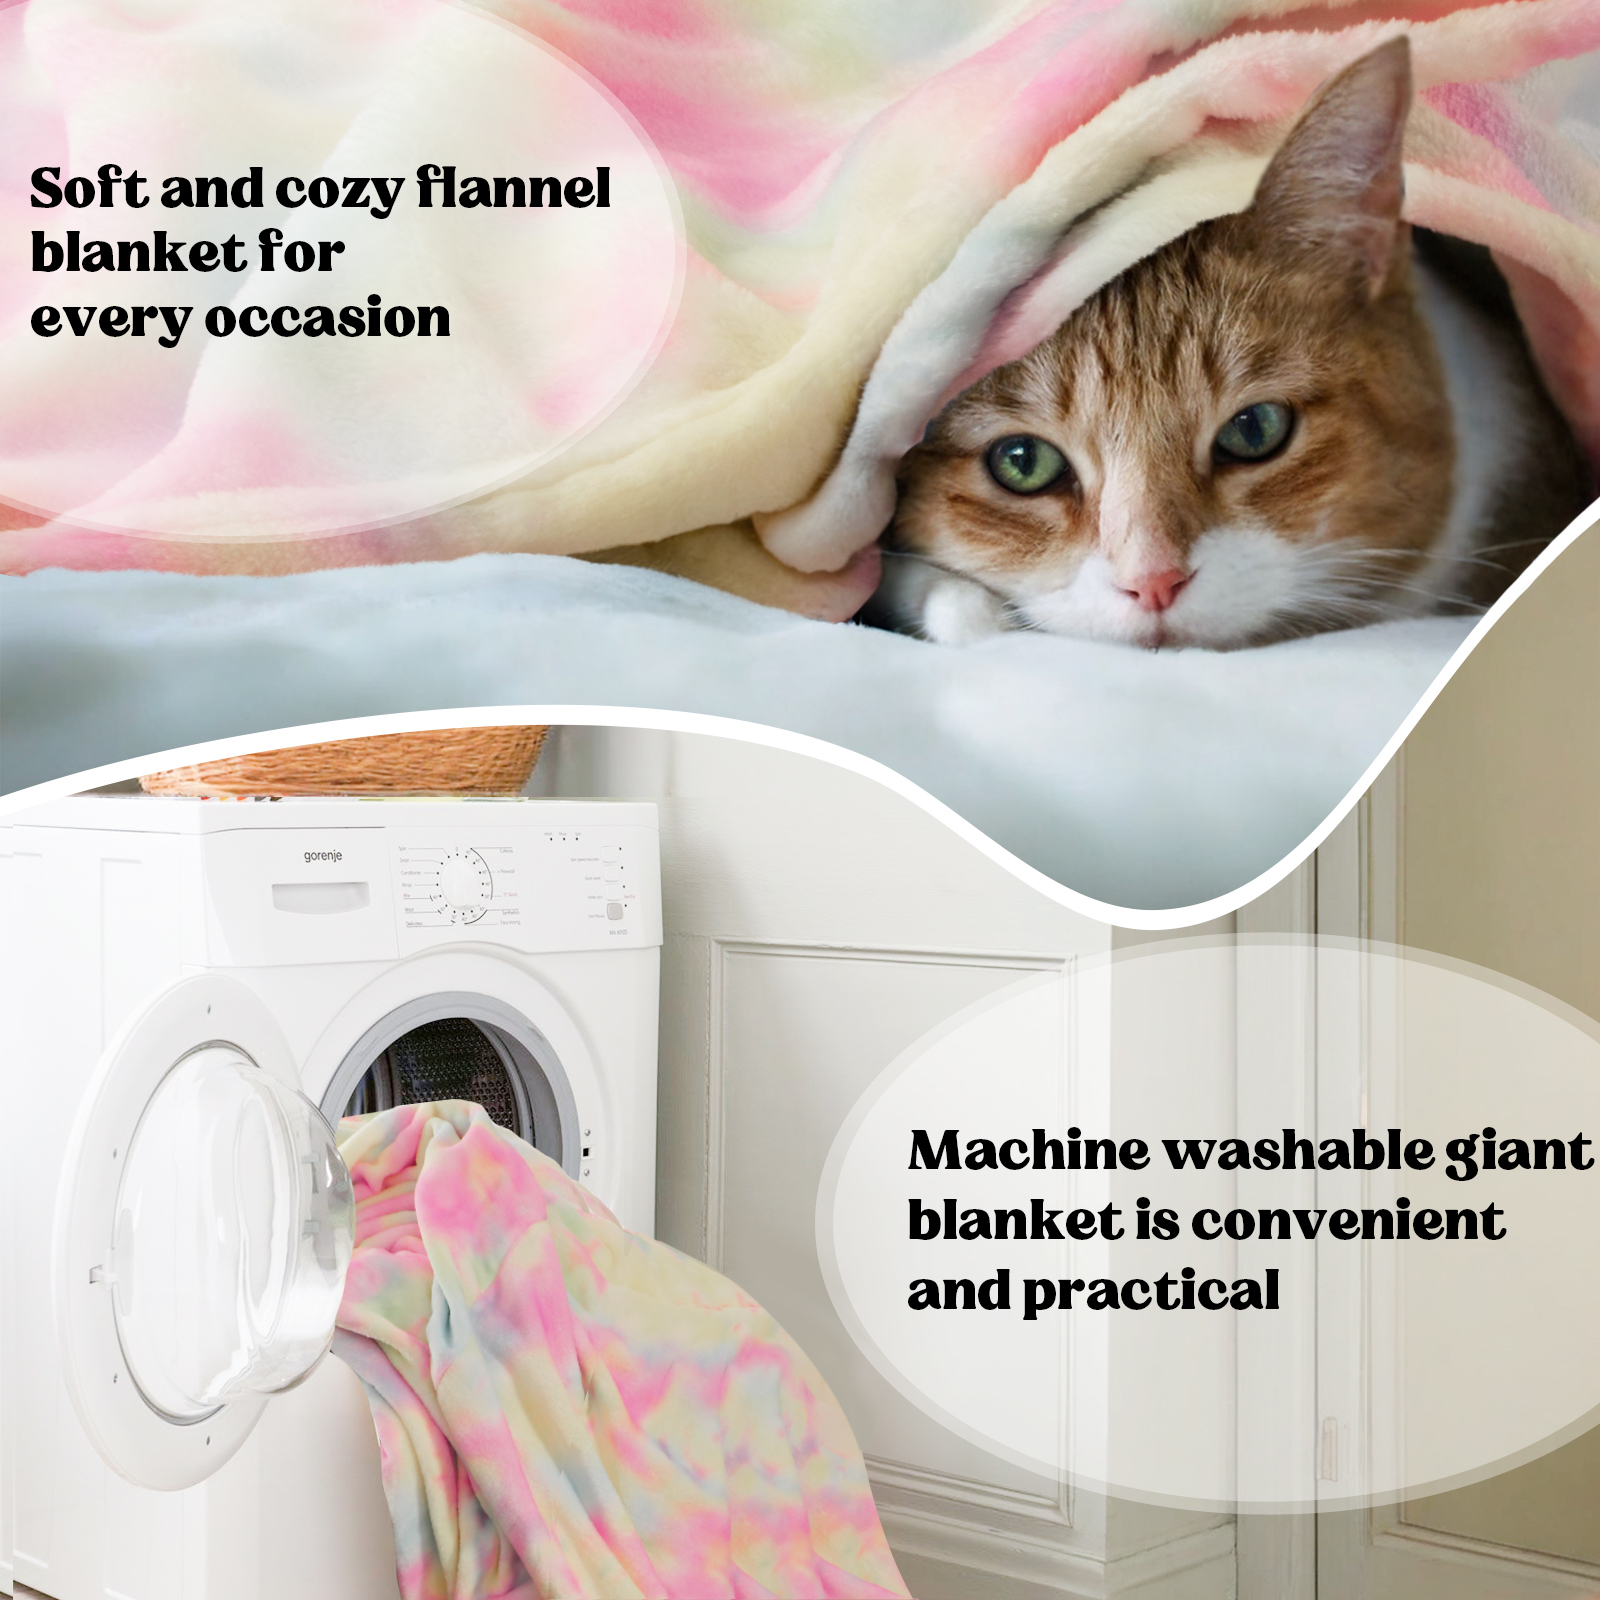 Soft and cozy flannel
blanket for
every occasion
gorenje
Machine washable giant
blanket is convenient
and practical